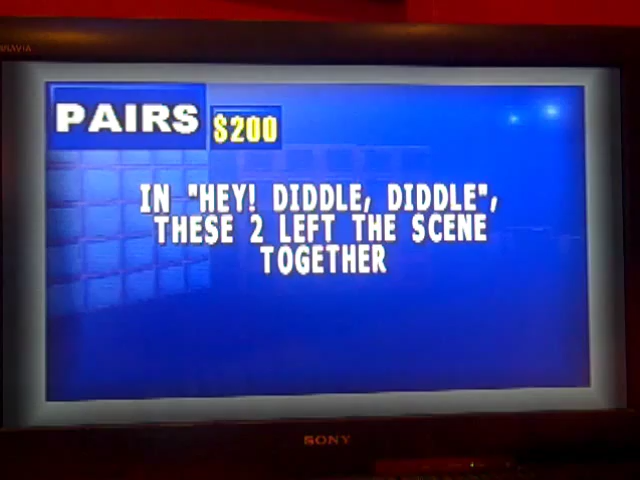 PAIRS
$200
IN "HEY! DIDDLE, DIDDLE",
THESE 2 LEFT THE SCENE
TOGETHER
SONY